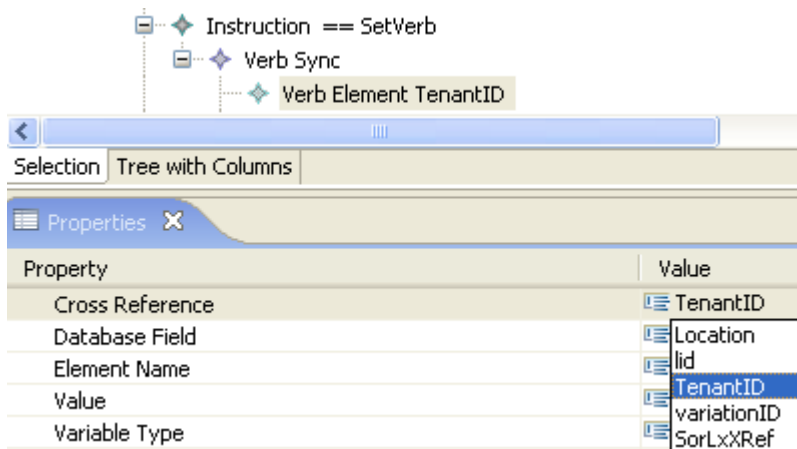 Instruction == SetVerb
Verb Sync
Verb Element TenantID
Selection Tree with Columns
Properties
Property Value
Cross Reference TenantID
Database Field Location
Element Name lid
TenantID
Value variationID
Variable Type SorLxXRef